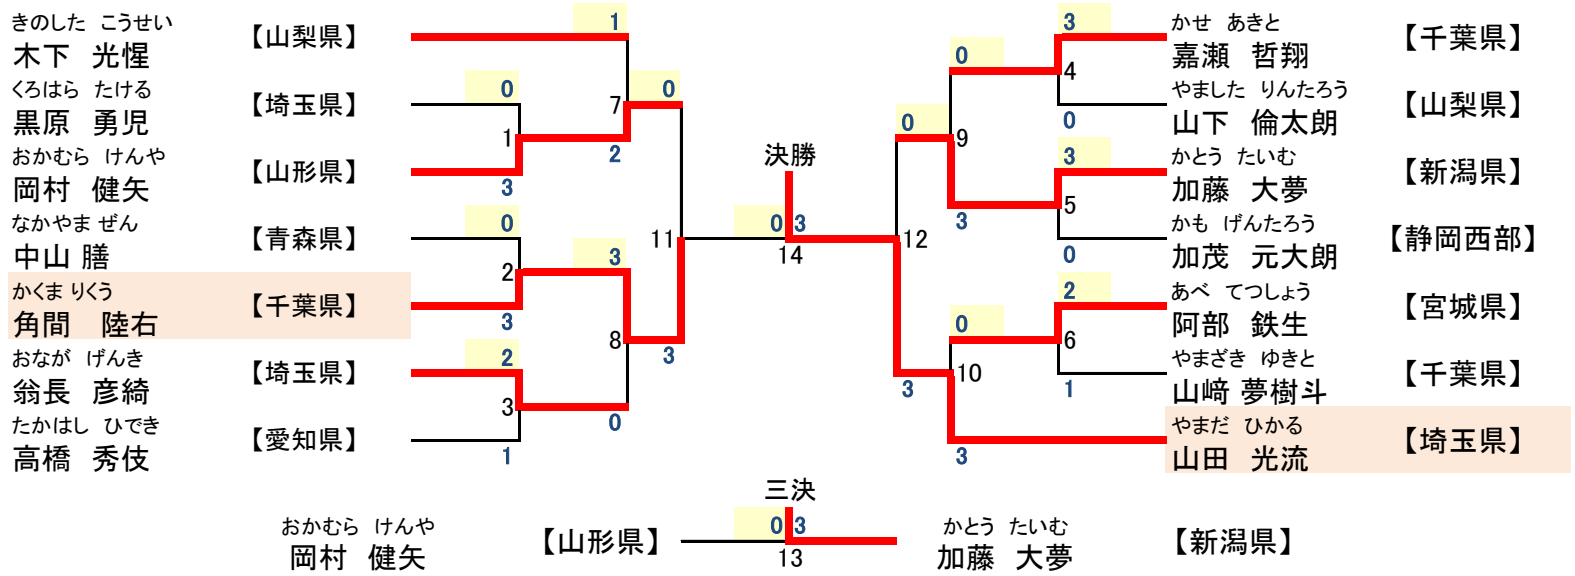 きのした こうせい
木下 光惺
【山梨県】
くろはら たける
黒原 勇児
【埼玉県】
おかむら けんや
岡村 健矢
【山形県】
なかやま ぜん
中山 膳
【青森県】
かくま りくう
角間 陸右
【千葉県】
おなが げんき
翁長 彦綺
【埼玉県】
たかはし ひでき
高橋 秀伎
【愛知県】
1
0
1
3
0
2
3
2
3
1
7
0
2
3
8
0
11
3
決勝
0 3
14
0
12
3
0
9
3
0
10
3
3
4
0
3
5
0
2
6
1
かせ あきと
嘉瀬 哲翔
【千葉県】
やました りんたろう
山下 倫太朗
【山梨県】
かとう たいむ
加藤 大夢
【新潟県】
かも げんたろう
加茂 元大朗
【静岡西部】
あべ てつしょう
阿部 鉄生
【宮城県】
やまざき ゆきと
山﨑 夢樹斗
【千葉県】
やまだ ひかる
山田 光流
【埼玉県】
三決
おかむら けんや
岡村 健矢
【山形県】
0 3
13
かとう たいむ
加藤 大夢
【新潟県】